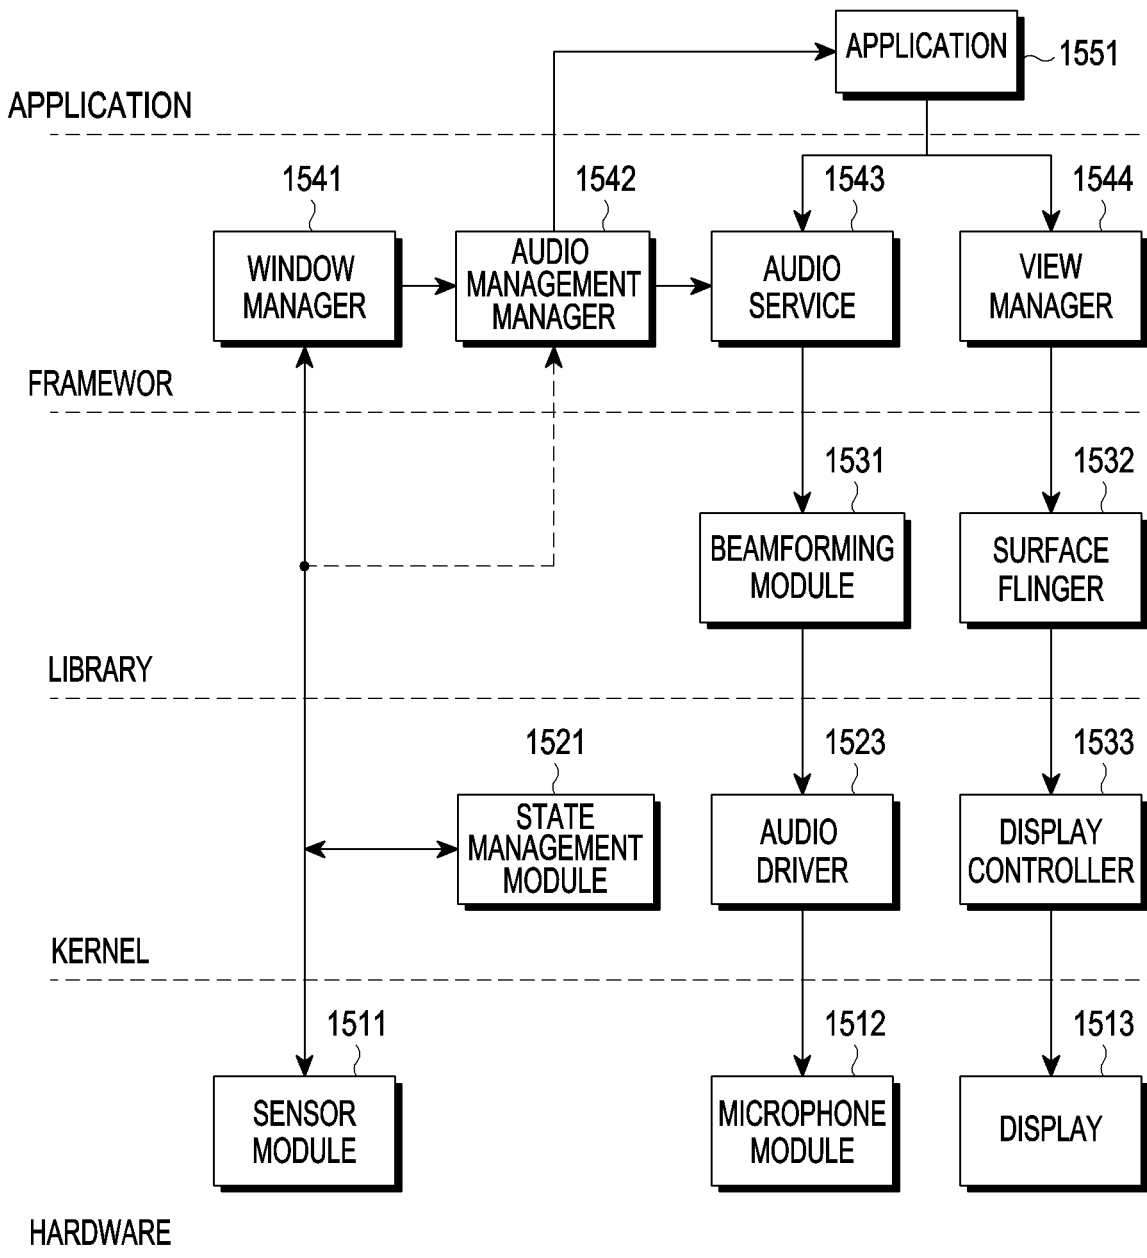 APPLICATION
1551
APPLICATION
1541
1542
1543
1544
WINDOW
MANAGER
AUDIO
MANAGEMENT
MANAGER
AUDIO
SERVICE
VIEW
MANAGER
FRAMEWOR
1531
1532
BEAMFORMING
MODULE
SURFACE
FLINGER
LIBRARY
1521
1523
1533
STATE
MANAGEMENT
MODULE
AUDIO
DRIVER
DISPLAY
CONTROLLER
KERNEL
1511
1512
1513
SENSOR
MODULE
MICROPHONE
MODULE
DISPLAY
HARDWARE